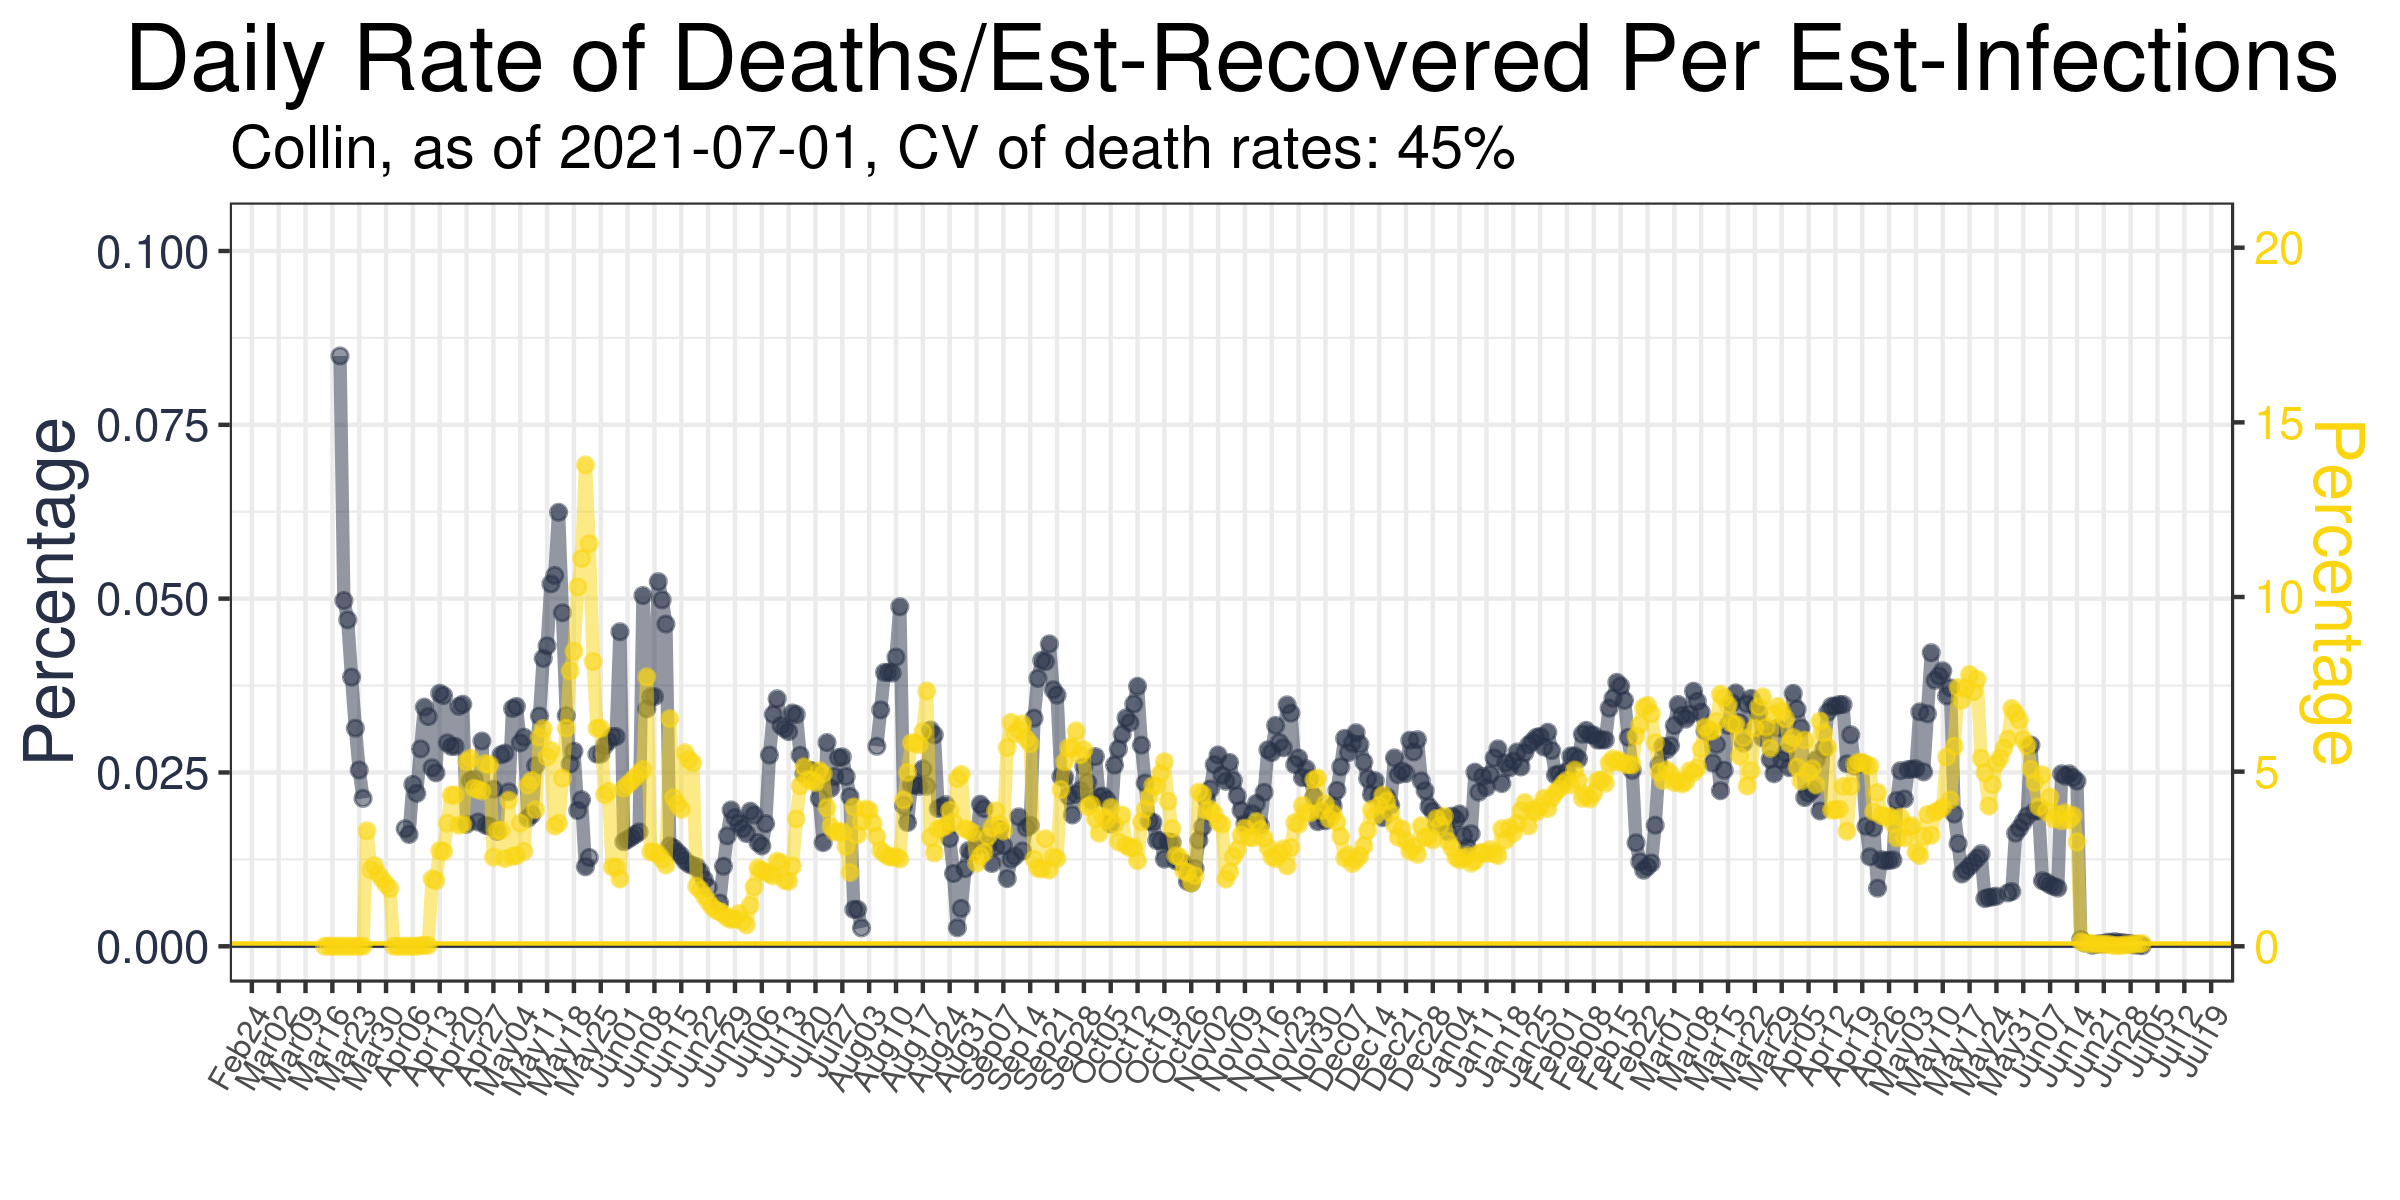 Daily Rate of Deaths/Est-Recovered Per Est-Infections
Collin, as of 2021-07-01, CV of death rates: 45%
Percentage
0.100
0.075
0.050
0.025
0.000
20
15
10
5
0
Percentage
Feb24
Mar02
Mar09
Mar16
Mar23
Mar30
Apr06
Apr13
Apr20
Apr27
May04
May11
May18
May25
Jun01
Jun08
Jun15
Jun22
Jun29
Jul06
Jul13
Jul20
Jul27
Aug03
Aug10
Aug17
Aug24
Aug31
Sep07
Sep14
Sep21
Sep28
Oct05
Oct12
Oct19
Oct26
Nov02
Nov09
Nov16
Nov23
Nov30
Dec07
Dec14
Dec21
Dec28
Jan04
Jan11
Jan18
Jan25
Feb01
Feb08
Feb15
Feb22
Mar01
Mar08
Mar15
Mar22
Mar29
Apr05
Apr12
Apr19
Apr26
May03
May10
May17
May24
May31
Jun07
Jun14
Jun21
Jun28
Jul05
Jul12
Jul19